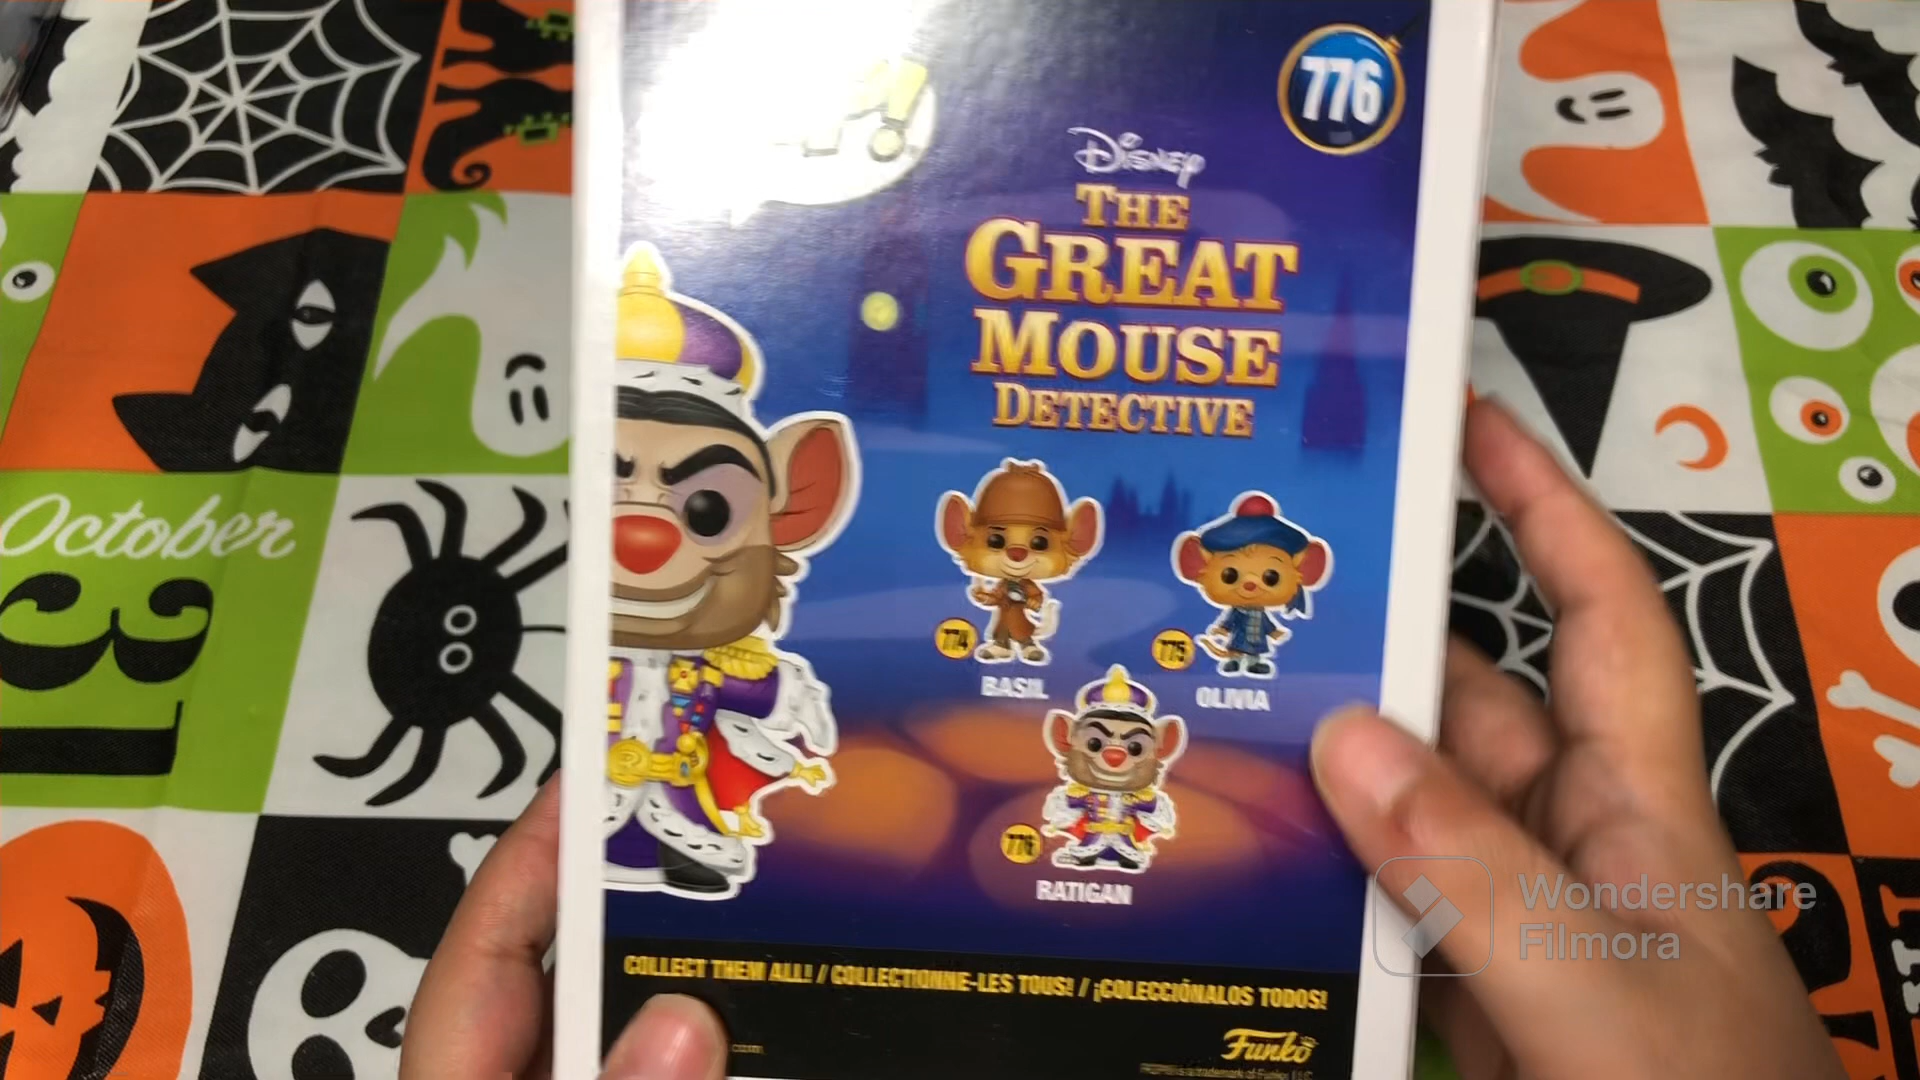 776
Disney
THE
GREAT
MOUSE
DETECTIVE
774
BASIL
775
OLIVIA
776
RATIGAN
COLLECT THEM ALL! / COLLECTIONNE-LES TOUS! / ¡COLECCIÓNALOS TODOS!
Funko
October
31
Wondershare
Filmora